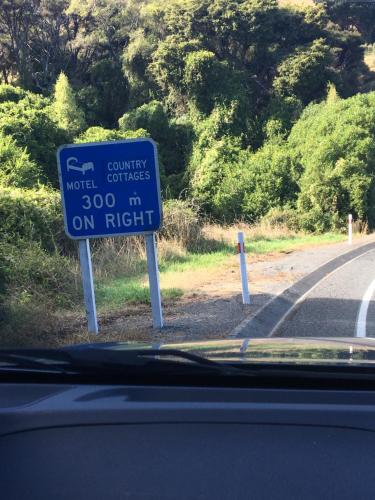 COUNTRY
MOTEL COTTAGES
300 m
ON RIGHT